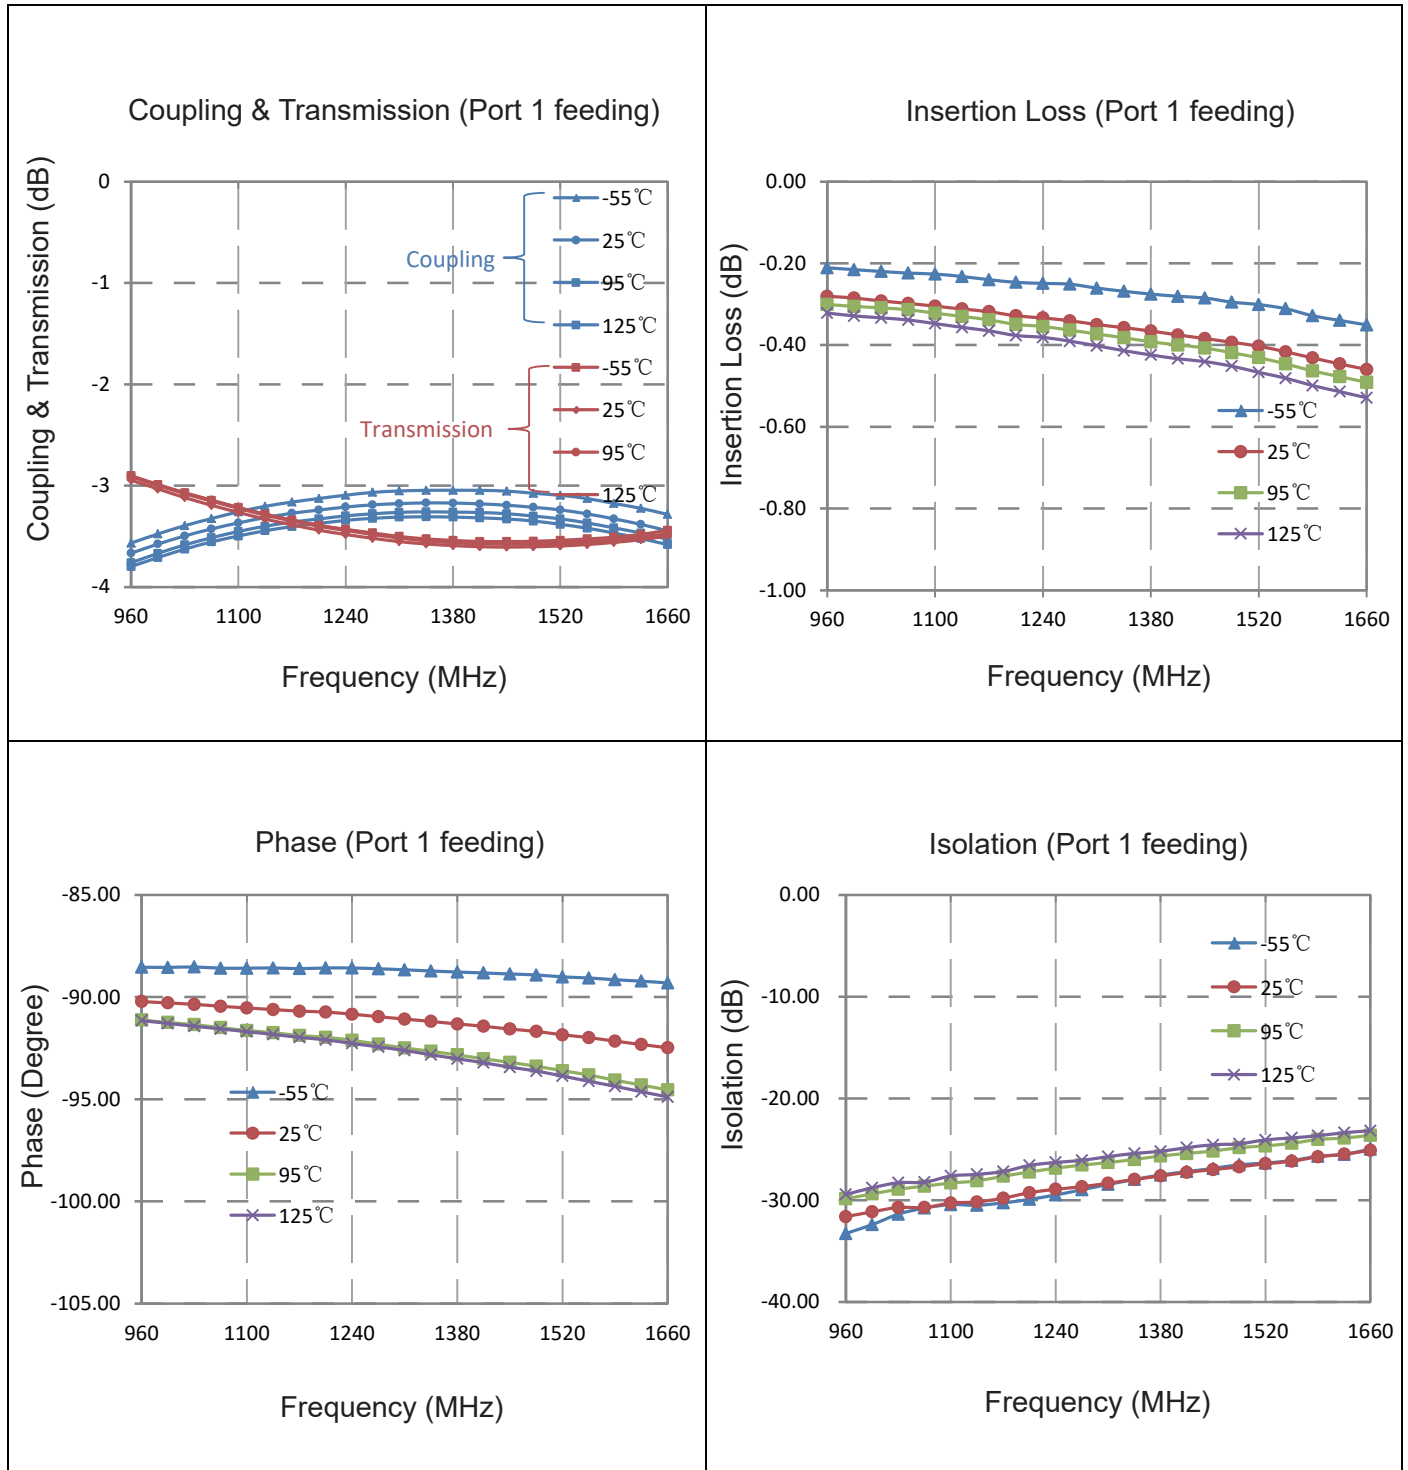 Coupling & Transmission (Port 1 feeding)
Coupling & Transmission (dB)
0
-1
-2
-3
-4
960 1100 1240 1380 1520 1660
Frequency (MHz)
Coupling
-55℃
25℃
95℃
125℃
Transmission
-55℃
25℃
95℃
125℃
Insertion Loss (Port 1 feeding)
Insertion Loss (dB)
0.00
-0.20
-0.40
-0.60
-0.80
-1.00
960 1100 1240 1380 1520 1660
Frequency (MHz)
-55℃
25℃
95℃
125℃
Phase (Port 1 feeding)
Phase (Degree)
-85.00
-90.00
-95.00
-100.00
-105.00
960 1100 1240 1380 1520 1660
Frequency (MHz)
-55℃
25℃
95℃
125℃
Isolation (Port 1 feeding)
Isolation (dB)
0.00
-10.00
-20.00
-30.00
-40.00
960 1100 1240 1380 1520 1660
Frequency (MHz)
-55℃
25℃
95℃
125℃